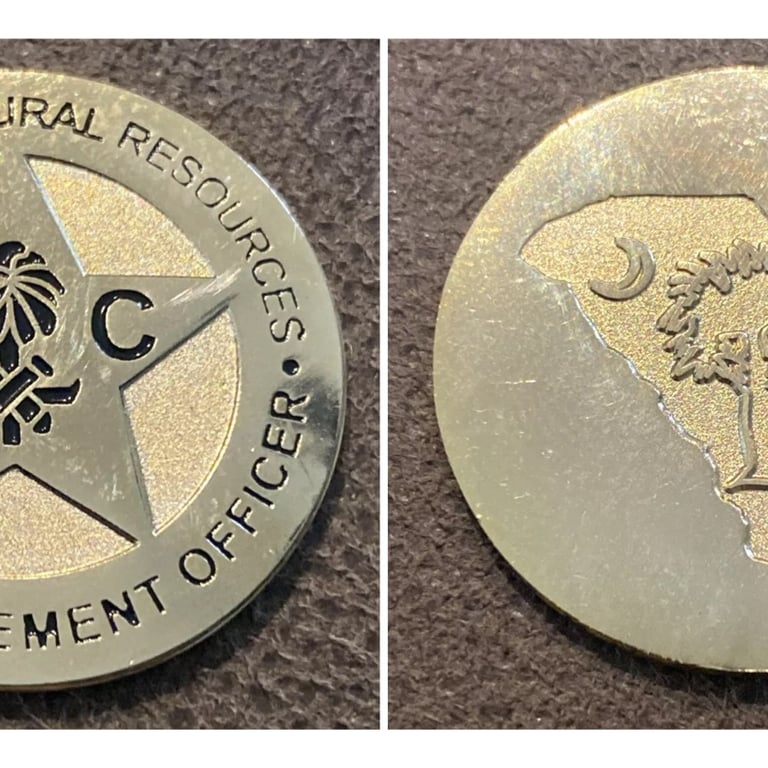 URAL RESOURCES •
C
EMENT OFFICER